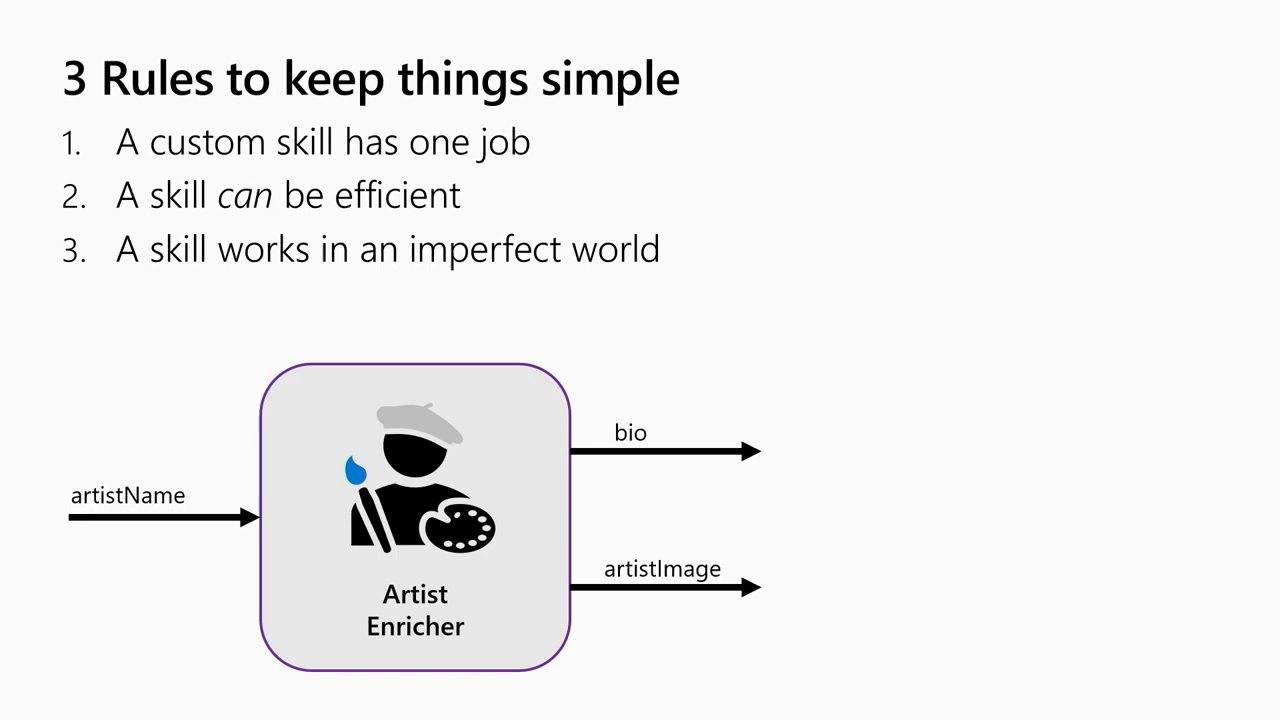 3 Rules to keep things simple
1. A custom skill has one job
2. A skill can be efficient
3. A skill works in an imperfect world
artistName
bio
artistImage
Artist
Enricher